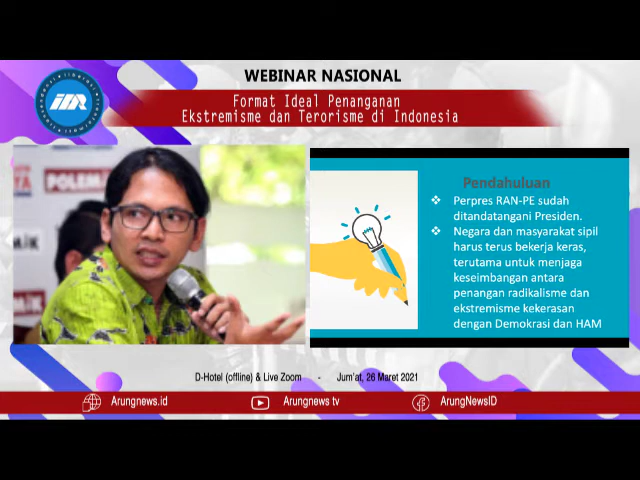 WEBINAR NASIONAL
Format Ideal Penanganan
Ekstremisme dan Terorisme di Indonesia
POLEMIK
Pendahuluan
❖ Perpres RAN-PE sudah
ditandatangani Presiden.
❖ Negara dan masyarakat sipil
harus terus bekerja keras,
terutama untuk menjaga
keseimbangan antara
penangan radikalisme dan
ekstremisme kekerasan
dengan Demokrasi dan HAM
D-Hotel (offline) & Live Zoom - Jum'at, 26 Maret 2021
Arungnews.id
Arungnews tv
ArungNewsID